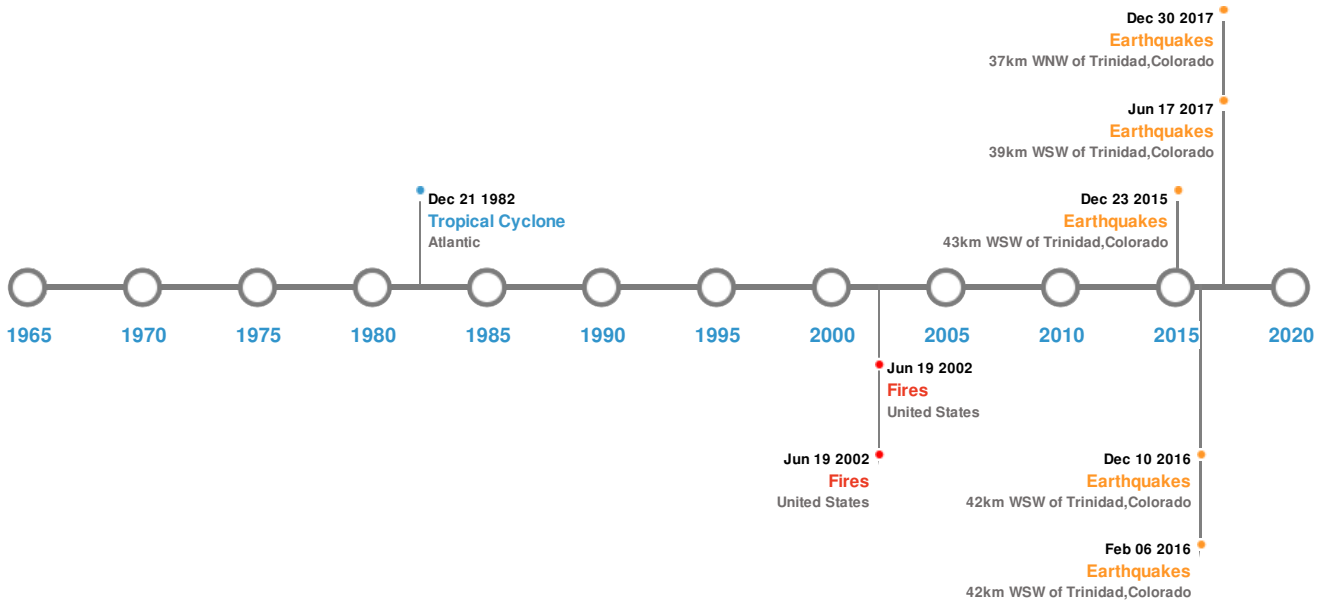 Dec 30 2017
Earthquakes
37km WNW of Trinidad,Colorado
Jun 17 2017
Earthquakes
39km WSW of Trinidad,Colorado
Dec 21 1982
Tropical Cyclone
Atlantic
Dec 23 2015
Earthquakes
43km WSW of Trinidad,Colorado
1965 1970 1975 1980 1985 1990 1995 2000 2005 2010 2015 2020
Jun 19 2002
Fires
United States
Jun 19 2002
Fires
United States
Dec 10 2016
Earthquakes
42km WSW of Trinidad,Colorado
Feb 06 2016
Earthquakes
42km WSW of Trinidad,Colorado